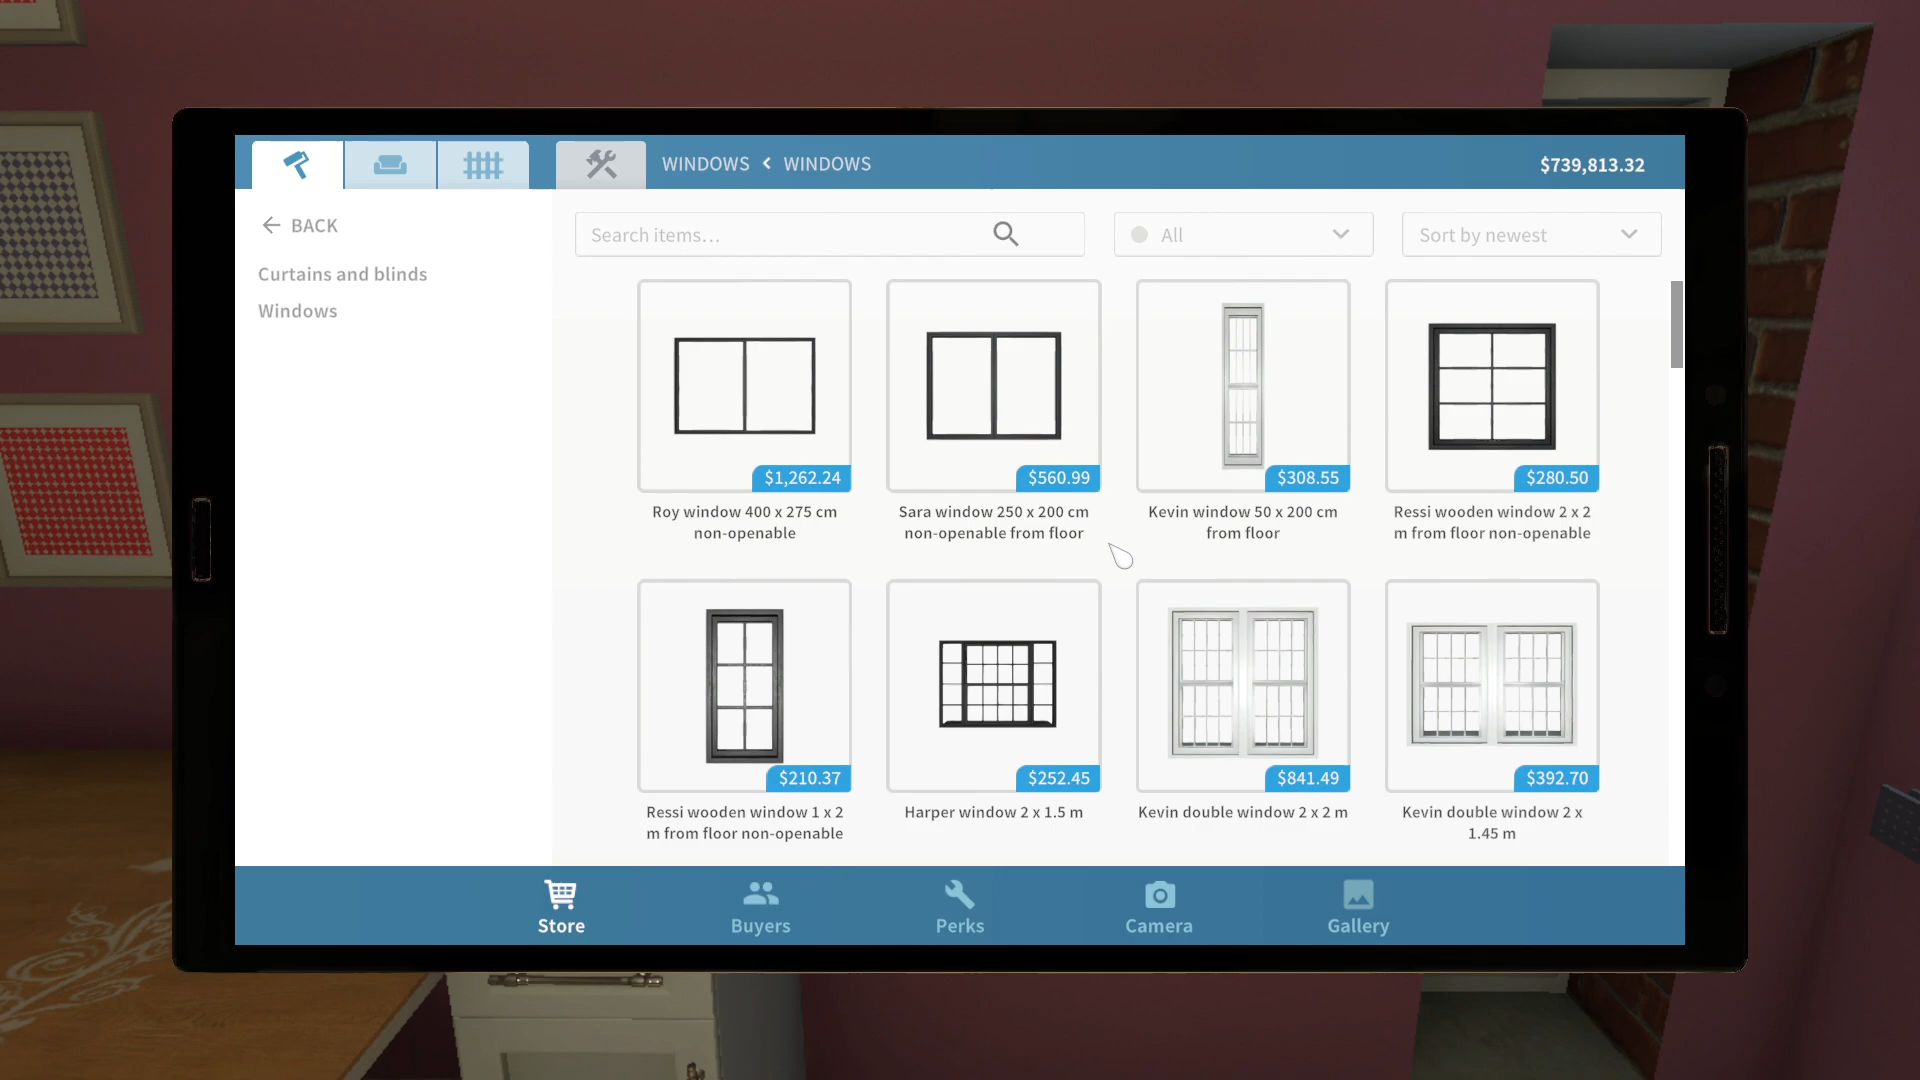 WINDOWS < WINDOWS
$739,813.32
BACK
Curtains and blinds
Windows
Search items...
All
Sort by newest
$1,262.24
Roy window 400 x 275 cm
non-openable
$560.99
Sara window 250 x 200 cm
non-openable from floor
$308.55
Kevin window 50 x 200 cm
from floor
$280.50
Ressi wooden window 2 x 2
m from floor non-openable
$210.37
Ressi wooden window 1 x 2
m from floor non-openable
$252.45
Harper window 2 x 1.5 m
$841.49
Kevin double window 2 x 2 m
$392.70
Kevin double window 2 x
1.45 m
Store
Buyers
Perks
Camera
Gallery